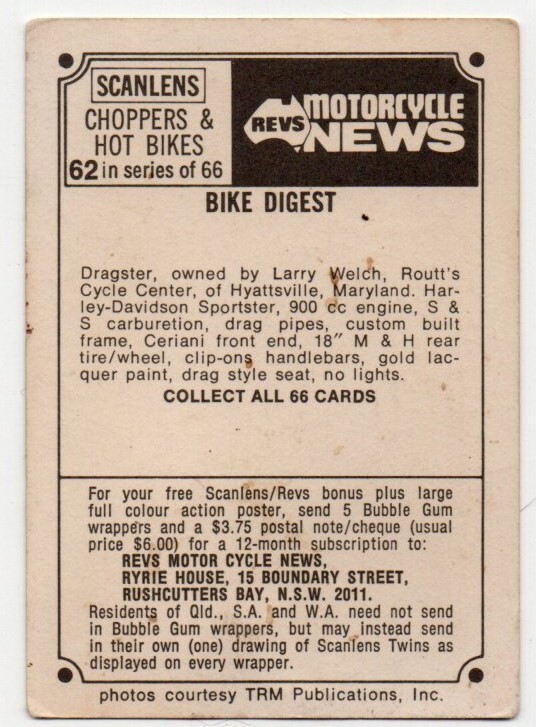 SCANLENS
CHOPPERS &
HOT BIKES
62 in series of 66
REVS
MOTORCYCLE
NEWS
BIKE DIGEST
Dragster, owned by Larry Welch, Routt's
Cycle Center, of Hyattsville, Maryland. Har-
ley-Davidson Sportster, 900 cc engine, S &
S carburetion, drag pipes, custom built
frame, Ceriani front end, 18″ M & H rear
tire/wheel, clip-ons handlebars, gold lac-
quer paint, drag style seat, no lights.
COLLECT ALL 66 CARDS
For your free Scanlens/Revs bonus plus large
full colour action poster, send 5 Bubble Gum
wrappers and a $3.75 postal note/cheque (usual
price $6.00) for a 12-month subscription to:
REVS MOTOR CYCLE NEWS,
RYRIE HOUSE, 15 BOUNDARY STREET,
RUSHCUTTERS BAY, N.S.W. 2011.
Residents of Qld., S.A. and W.A. need not send
in Bubble Gum wrappers, but may instead send
in their own (one) drawing of Scanlens Twins as
displayed on every wrapper.
photos courtesy TRM Publications, Inc.